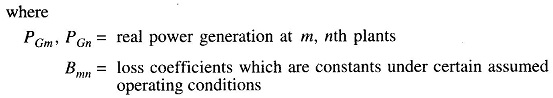 where
P_Gm, P_Gn = real power generation at m, nth plants
B_mn = loss coefficients which are constants under certain assumed
operating conditions